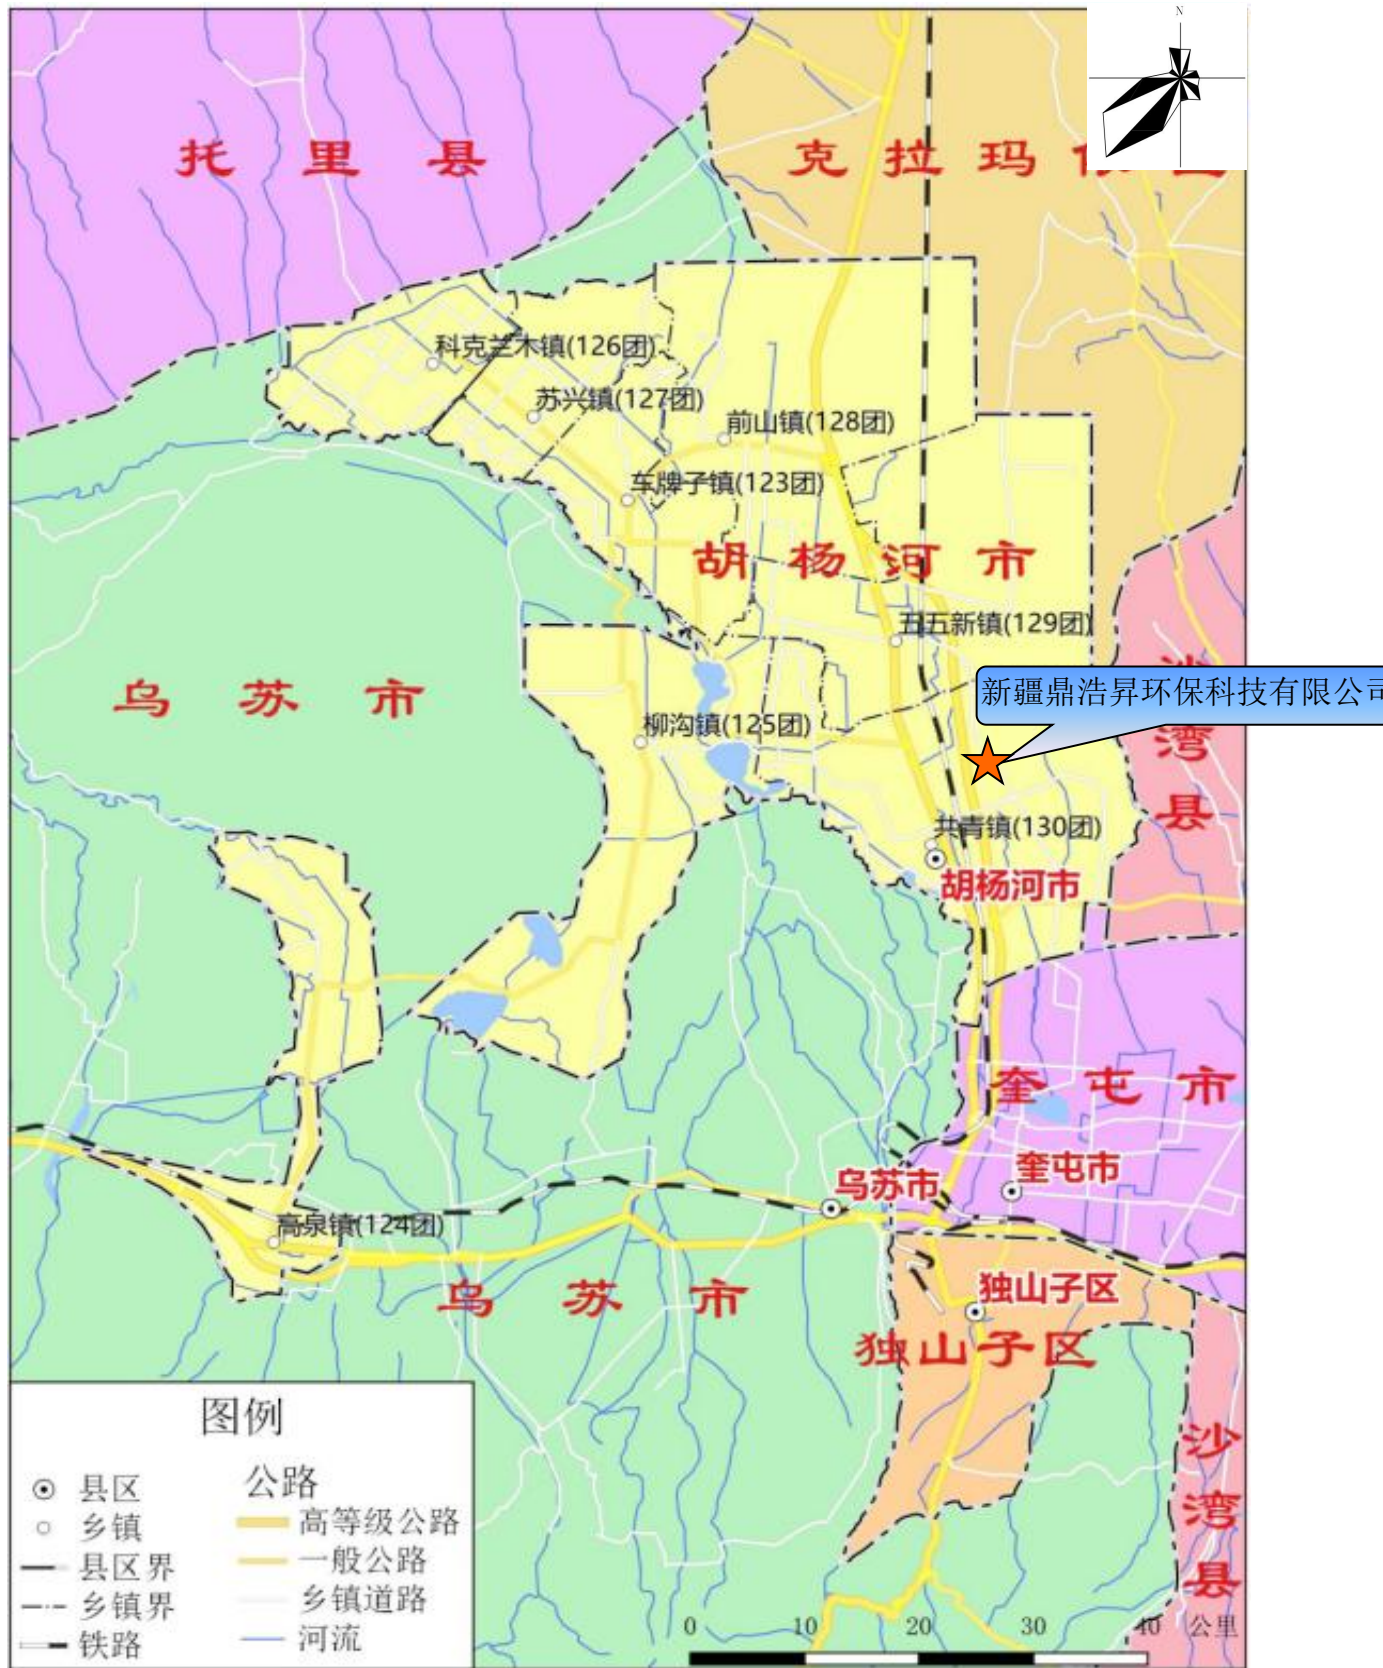 N
托里县
克拉玛依区
科克兰木镇(126团)
苏兴镇(127团)
前山镇(128团)
车牌子镇(123团)
胡杨河市
五五新镇(129团)
新疆鼎浩昇环保科技有限公司
沙湾县
乌苏市
柳沟镇(125团)
共青镇(130团)
胡杨河市
奎屯市
奎屯市
乌苏市
高泉镇(124团)
乌苏市
独山子区
独山子区
沙湾县
图例
县区
乡镇
县区界
乡镇界
铁路
公路
高等级公路
一般公路
乡镇道路
河流
0 10 20 30 40 公里